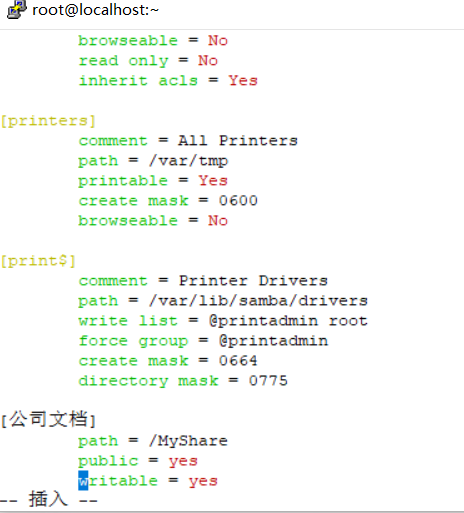 root@localhost:~
browseable = No
read only = No
inherit acls = Yes
[printers]
comment = All Printers
path = /var/tmp
printable = Yes
create mask = 0600
browseable = No
[print$]
comment = Printer Drivers
path = /var/lib/samba/drivers
write list = @printadmin root
force group = @printadmin
create mask = 0664
directory mask = 0775
[公司文档]
path = /MyShare
public = yes
writable = yes
-- 插入 --